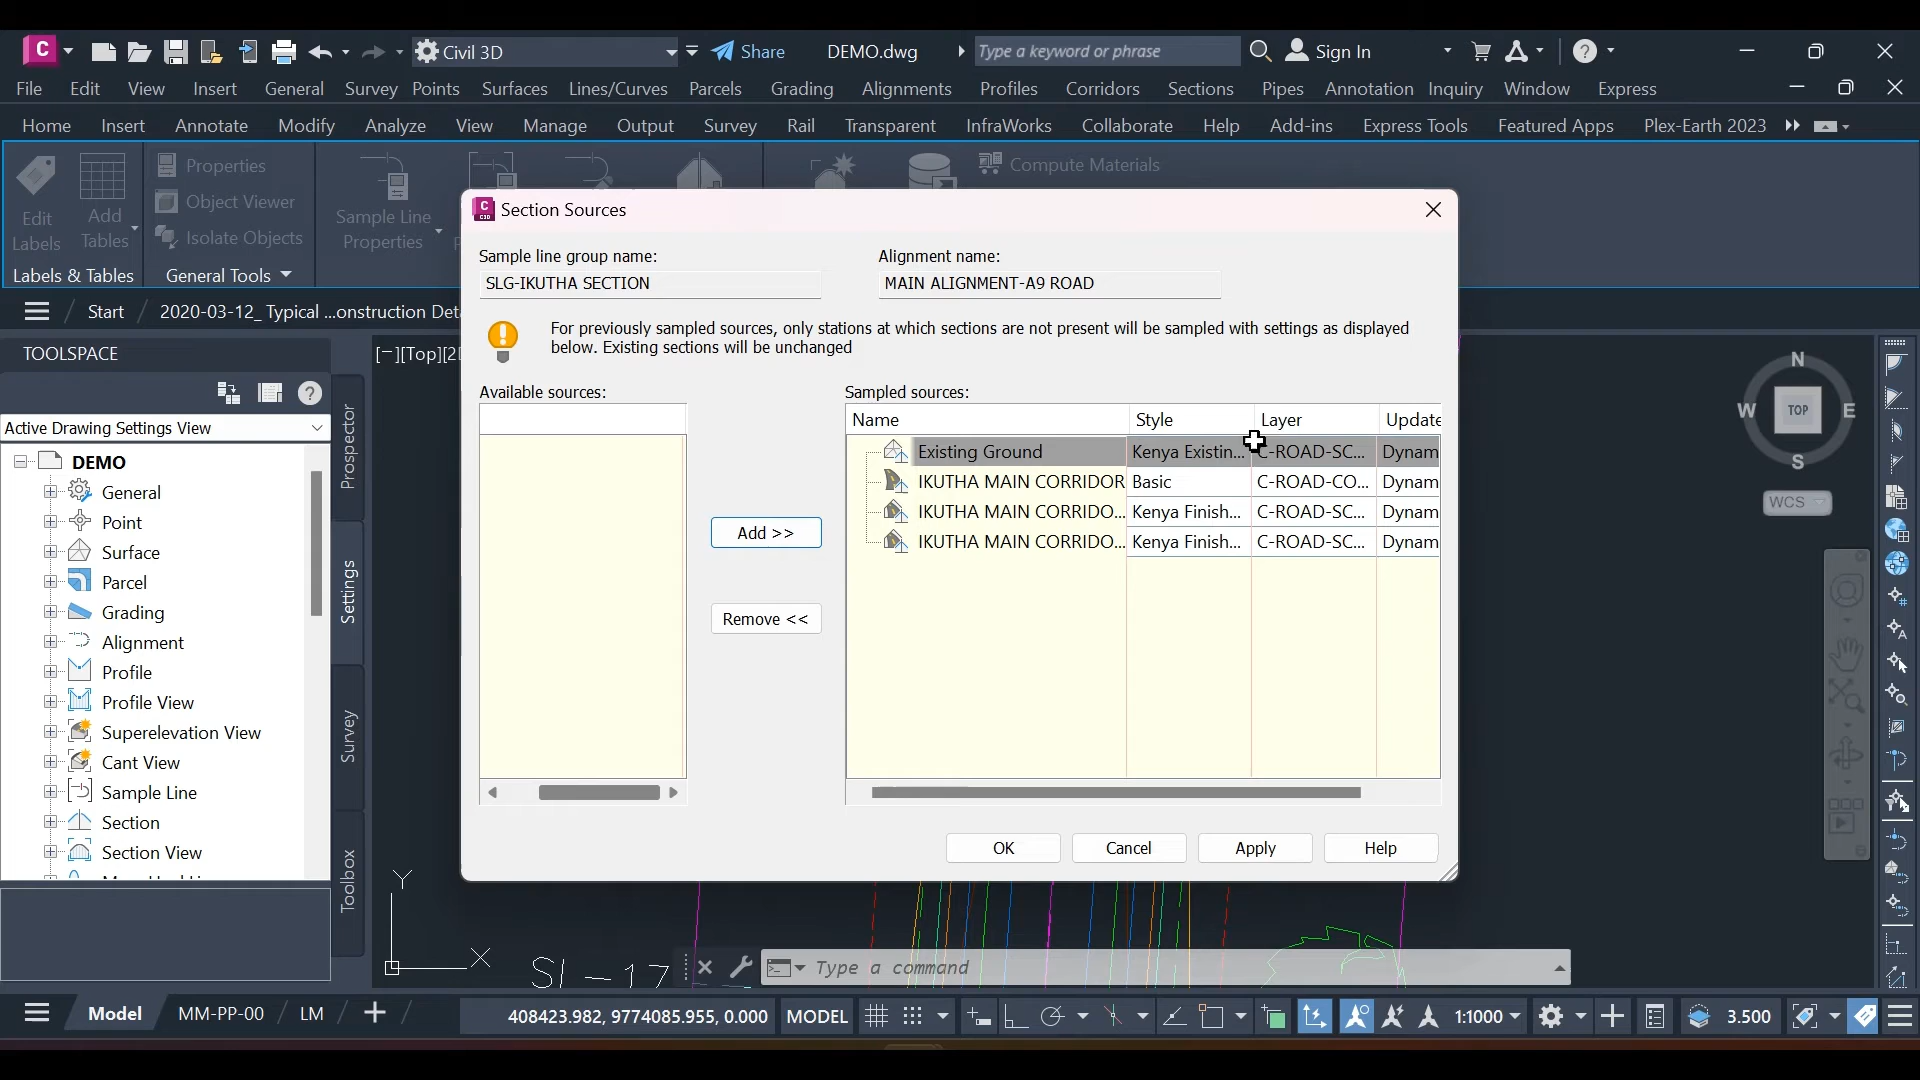 C
Civil 3D
Share
DEMO.dwg
Type a keyword or phrase
Sign In
File Edit View Insert General Survey Points Surfaces Lines/Curves Parcels Grading Alignments Profiles Corridors Sections Pipes Annotation Inquiry Window Express
Home Insert Annotate Modify Analyze View Manage Output Survey Rail Transparent InfraWorks Collaborate Help Add-ins Express Tools Featured Apps Plex-Earth 2023
Edit Labels
Add Tables
Labels & Tables
Properties
Object Viewer
Isolate Objects
General Tools
Sample Line Properties
Compute Materials
Start
2020-03-12_ Typical ...onstruction Det
TOOLSPACE
Active Drawing Settings View
DEMO
General
Point
Surface
Parcel
Grading
Alignment
Profile
Profile View
Superelevation View
Cant View
Sample Line
Section
Section View
Prospector
Settings
Survey
Toolbox
[−][Top][2
Section Sources
Sample line group name:
SLG-IKUTHA SECTION
Alignment name:
MAIN ALIGNMENT-A9 ROAD
For previously sampled sources, only stations at which sections are not present will be sampled with settings as displayed
below. Existing sections will be unchanged
Available sources:
Add >>
Remove <<
Sampled sources:
Name Style Layer Update
Existing Ground Kenya Existin... C-ROAD-SC... Dynam
IKUTHA MAIN CORRIDOR Basic C-ROAD-CO... Dynam
IKUTHA MAIN CORRIDO... Kenya Finish... C-ROAD-SC... Dynam
IKUTHA MAIN CORRIDO... Kenya Finish... C-ROAD-SC... Dynam
OK Cancel Apply Help
N
W TOP E
S
WCS
Y
X
SL-17
Type a command
Model MM-PP-00 LM
408423.982, 9774085.955, 0.000 MODEL 1:1000 3.500